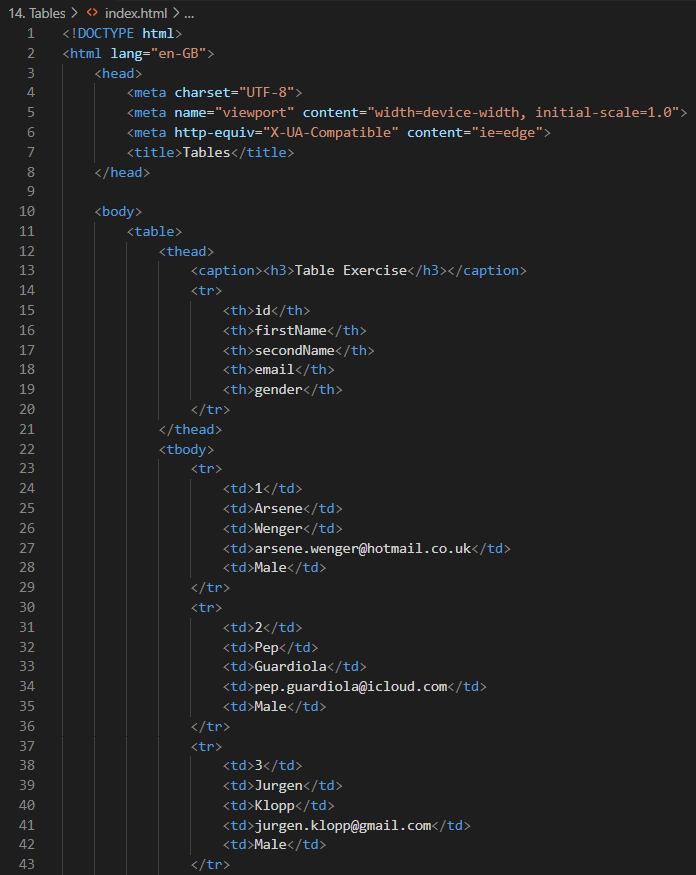 14. Tables > <> index.html > ...
1 <!DOCTYPE html>
2 <html lang="en-GB">
3 <head>
4 <meta charset="UTF-8">
5 <meta name="viewport" content="width=device-width, initial-scale=1.0">
6 <meta http-equiv="X-UA-Compatible" content="ie=edge">
7 <title>Tables</title>
8 </head>
9
10 <body>
11 <table>
12 <thead>
13 <caption><h3>Table Exercise</h3></caption>
14 <tr>
15 <th>id</th>
16 <th>firstName</th>
17 <th>secondName</th>
18 <th>email</th>
19 <th>gender</th>
20 </tr>
21 </thead>
22 <tbody>
23 <tr>
24 <td>1</td>
25 <td>Arsene</td>
26 <td>Wenger</td>
27 <td>arsene.wenger@hotmail.co.uk</td>
28 <td>Male</td>
29 </tr>
30 <tr>
31 <td>2</td>
32 <td>Pep</td>
33 <td>Guardiola</td>
34 <td>pep.guardiola@icloud.com</td>
35 <td>Male</td>
36 </tr>
37 <tr>
38 <td>3</td>
39 <td>Jurgen</td>
40 <td>Klopp</td>
41 <td>jurgen.klopp@gmail.com</td>
42 <td>Male</td>
43 </tr>